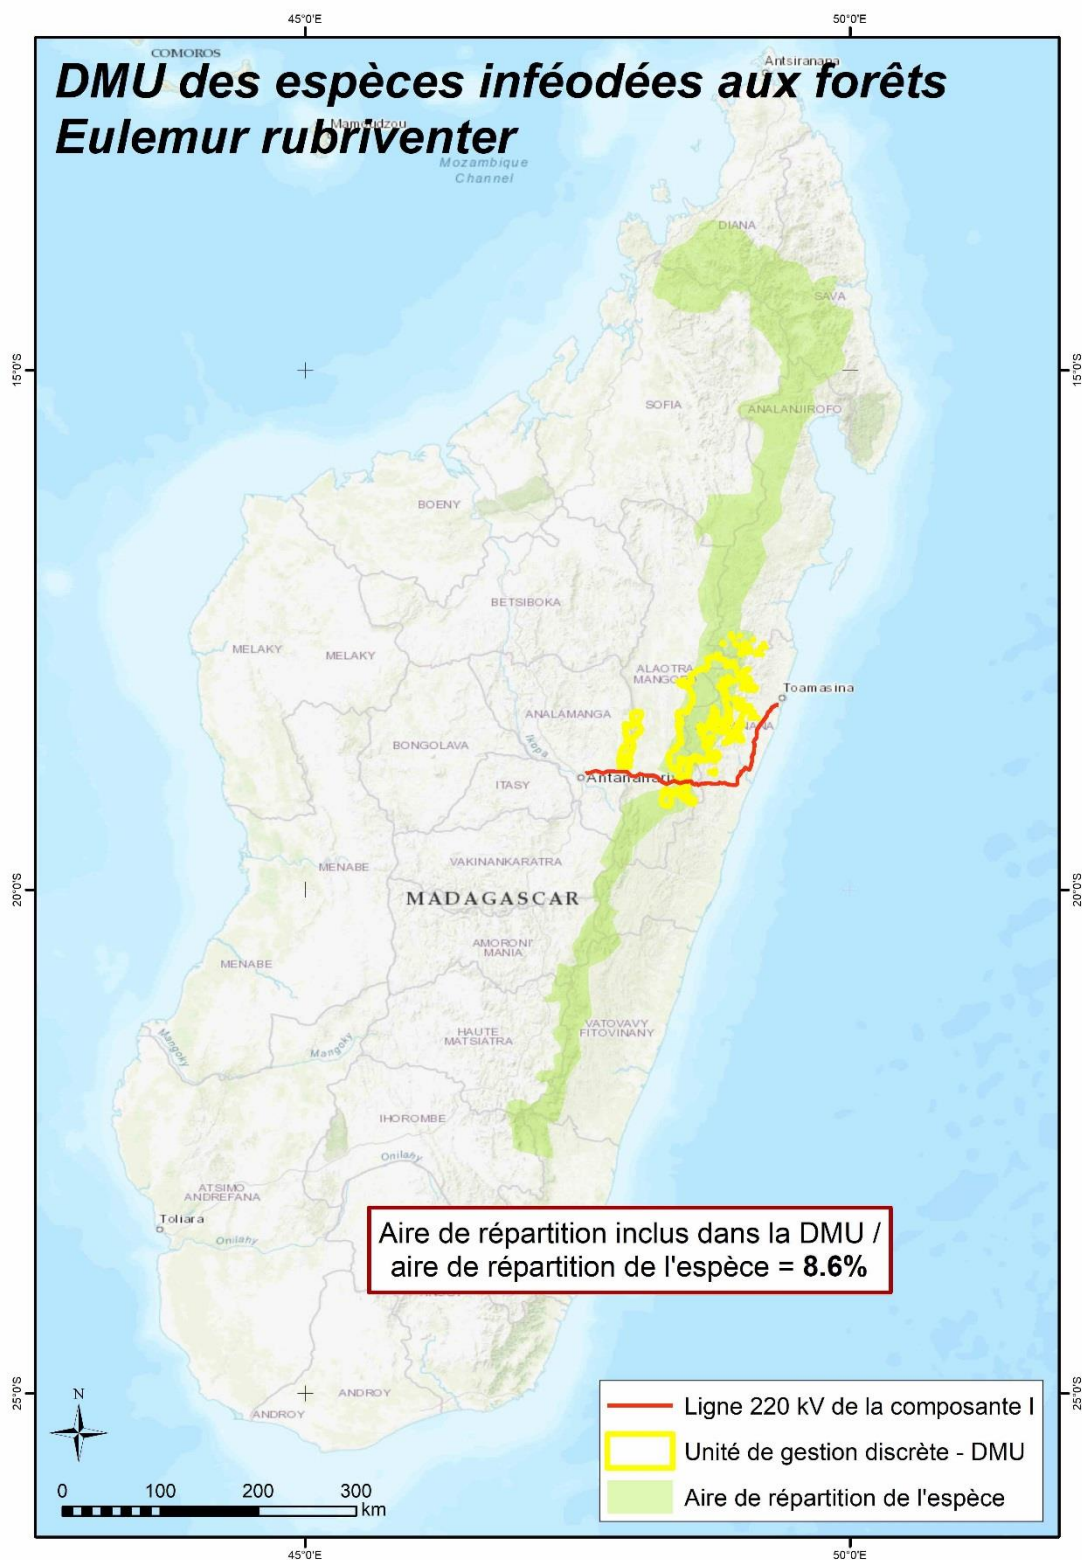 45°0'E
50°0'E
COMOROS
Antsiranana
DMU des espèces inféodées aux forêts
Eulemur rubriventer
Mamoudzou
Mozambique
Channel
DIANA
SAVA
15°0'S
15°0'S
SOFIA
ANALANJIROFO
BOENY
BETSIBOKA
MELAKY
MELAKY
ALAOTRA
Toamasina
ANALAMANGA
Ikopa
BONGOLAVA
ITASY
VAKINANKARATRA
MENABE
20°0'S
20°0'S
MADAGASCAR
AMORONI'
MANIA
MENABE
Mangoky
HAUTE
MATSIATRA
VATOVAVY
FITOVINANY
Mangoky
IHOROMBE
Onilahy
ATSIMO
ANDREFANA
Toliara
Onilahy
Aire de répartition inclus dans la DMU /
aire de répartition de l'espèce = 8.6%
25°0'S
25°0'S
ANDROY
ANDROY
N
0 100 200 300
km
Ligne 220 kV de la composante I
Unité de gestion discrète - DMU
Aire de répartition de l'espèce
45°0'E
50°0'E